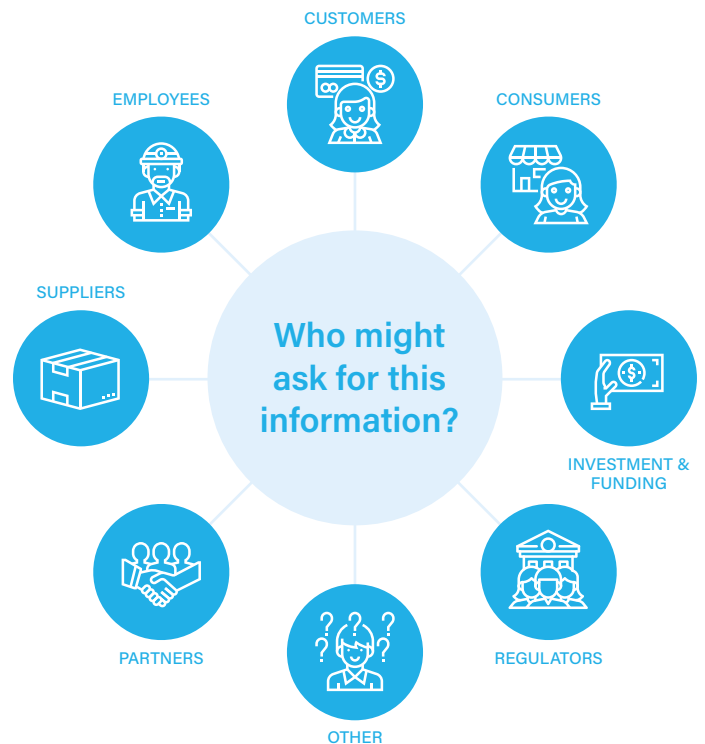 CUSTOMERS
EMPLOYEES
CONSUMERS
SUPPLIERS
Who might
ask for this
information?
INVESTMENT &
FUNDING
PARTNERS
REGULATORS
OTHER